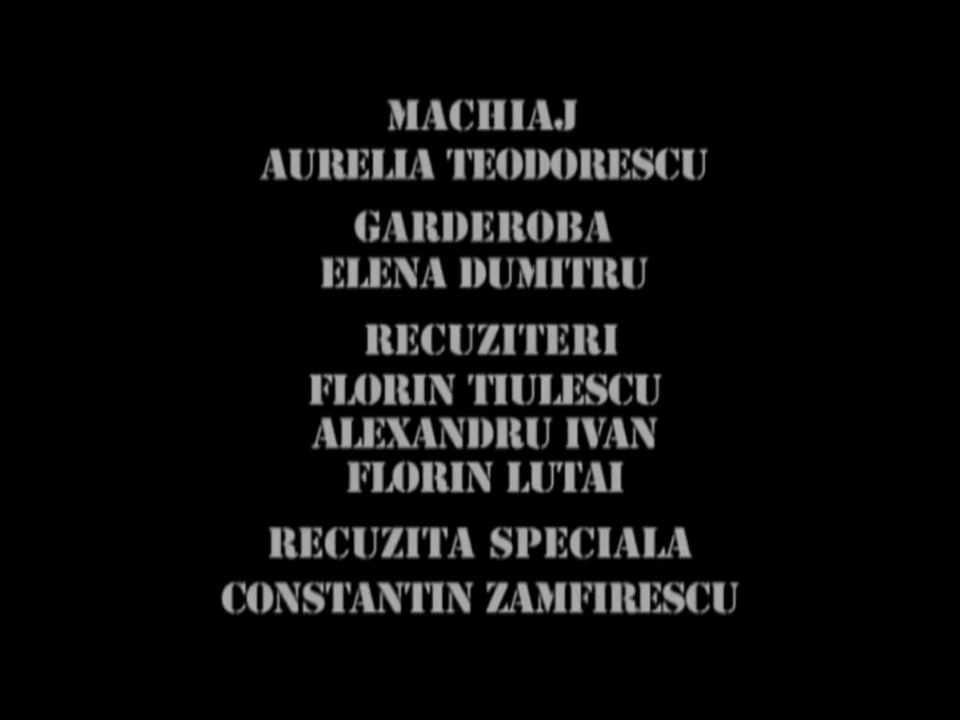 MACHIAJ
AURELIA TEODORESCU
GARDEROBA
ELENA DUMITRU
RECUZITERI
FLORIN TIULESCU
ALEXANDRU IVAN
FLORIN LUTAI
RECUZITA SPECIALA
CONSTANTIN ZAMFIRESCU